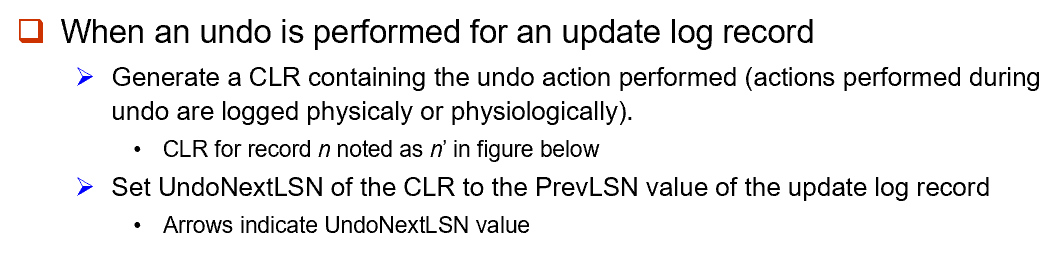 When an undo is performed for an update log record
Generate a CLR containing the undo action performed (actions performed during
undo are logged physicaly or physiologically).
CLR for record n noted as n' in figure below
Set UndoNextLSN of the CLR to the PrevLSN value of the update log record
Arrows indicate UndoNextLSN value